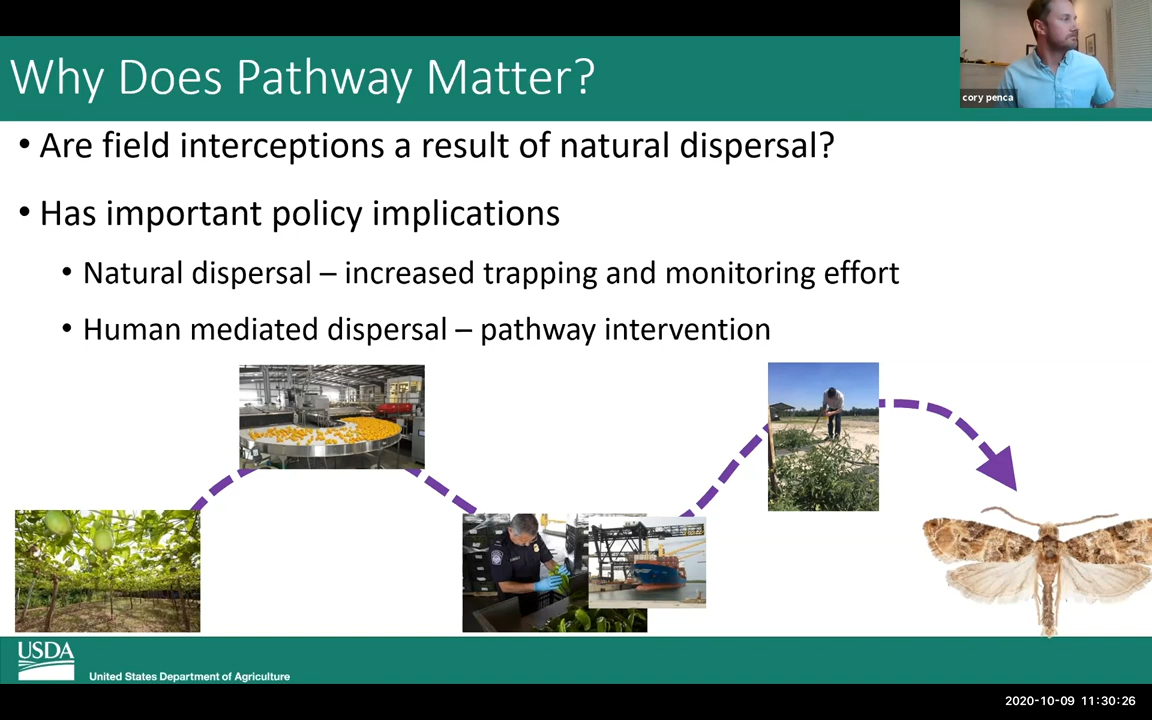 Why Does Pathway Matter?
cory penca
• Are field interceptions a result of natural dispersal?
• Has important policy implications
• Natural dispersal – increased trapping and monitoring effort
• Human mediated dispersal – pathway intervention
USDA
United States Department of Agriculture
2020-10-09 11:30:26